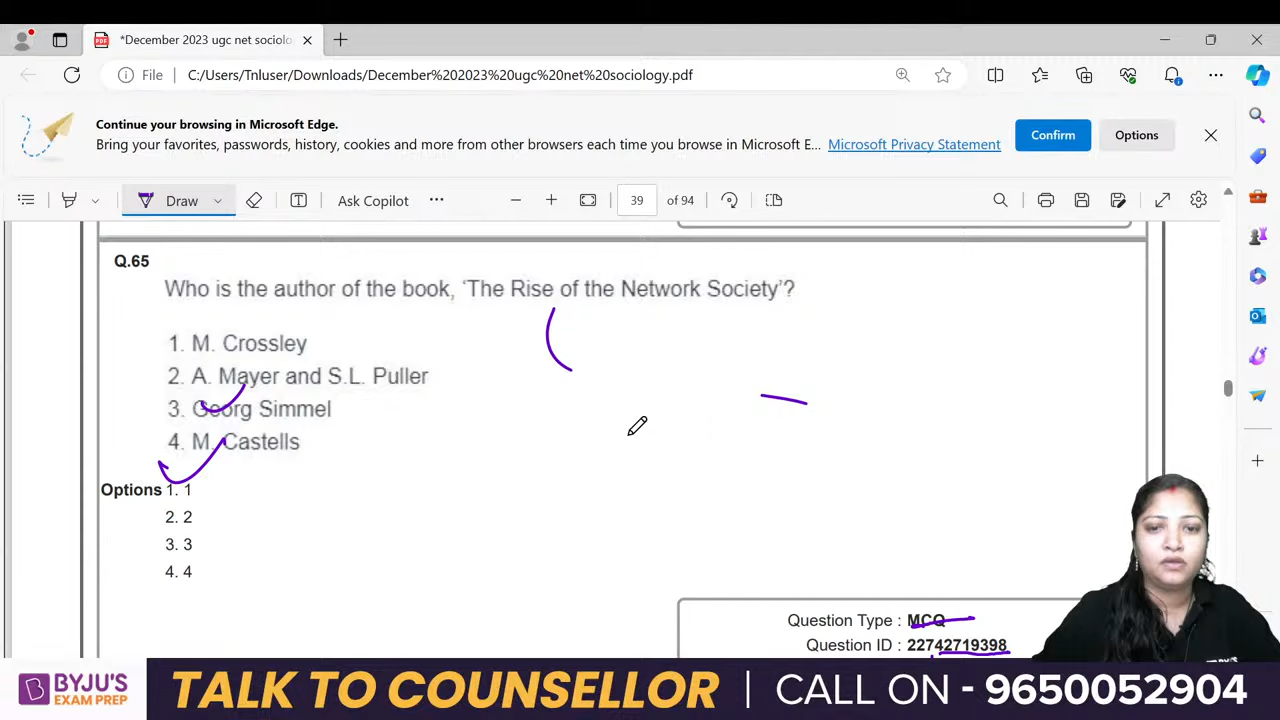 *December 2023 ugc net sociolo
File
C:/Users/Tnluser/Downloads/December%202023%20ugc%20net%20sociology.pdf
Continue your browsing in Microsoft Edge.
Bring your favorites, passwords, history, cookies and more from other browsers each time you browse in Microsoft E...
Microsoft Privacy Statement
Confirm
Options
Draw
Ask Copilot
39 of 94
Q.65
Who is the author of the book, ‘The Rise of the Network Society’?
1. M. Crossley
2. A. Mayer and S.L. Puller
3. Georg Simmel
4. M. Castells
Options 1. 1
2. 2
3. 3
4. 4
Question Type : MCQ
Question ID : 22742719398
BYJU'S
EXAM PREP
TALK TO COUNSELLOR | CALL ON - 9650052904